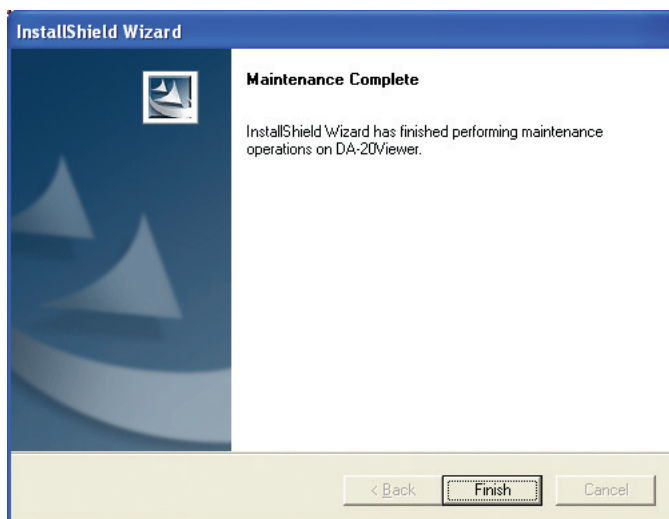 InstallShield Wizard
Maintenance Complete
InstallShield Wizard has finished performing maintenance
operations on DA-20Viewer.
< Back Finish Cancel